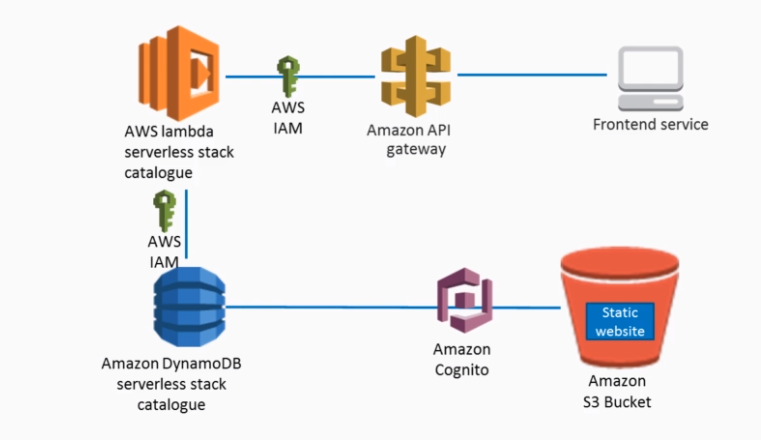 AWS lambda
serverless stack
catalogue
AWS
IAM
Amazon API
gateway
Frontend service
AWS
IAM
Amazon DynamoDB
serverless stack
catalogue
Amazon
Cognito
Static
website
Amazon
S3 Bucket